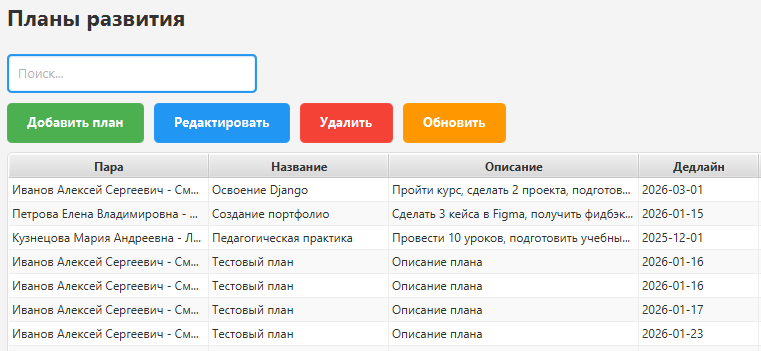 Планы развития
Поиск...
Добавить план Редактировать Удалить Обновить
Пара Название Описание Дедлайн
Иванов Алексей Сергеевич - См... Освоение Django Пройти курс, сделать 2 проекта, подготов... 2026-03-01
Петрова Елена Владимировна - ... Создание портфолио Сделать 3 кейса в Figma, получить фидбэк... 2026-01-15
Кузнецова Мария Андреевна - Л... Педагогическая практика Провести 10 уроков, подготовить учебны... 2025-12-01
Иванов Алексей Сергеевич - См... Тестовый план Описание плана 2026-01-16
Иванов Алексей Сергеевич - См... Тестовый план Описание плана 2026-01-16
Иванов Алексей Сергеевич - См... Тестовый план Описание плана 2026-01-17
Иванов Алексей Сергеевич - См... Тестовый план Описание плана 2026-01-23